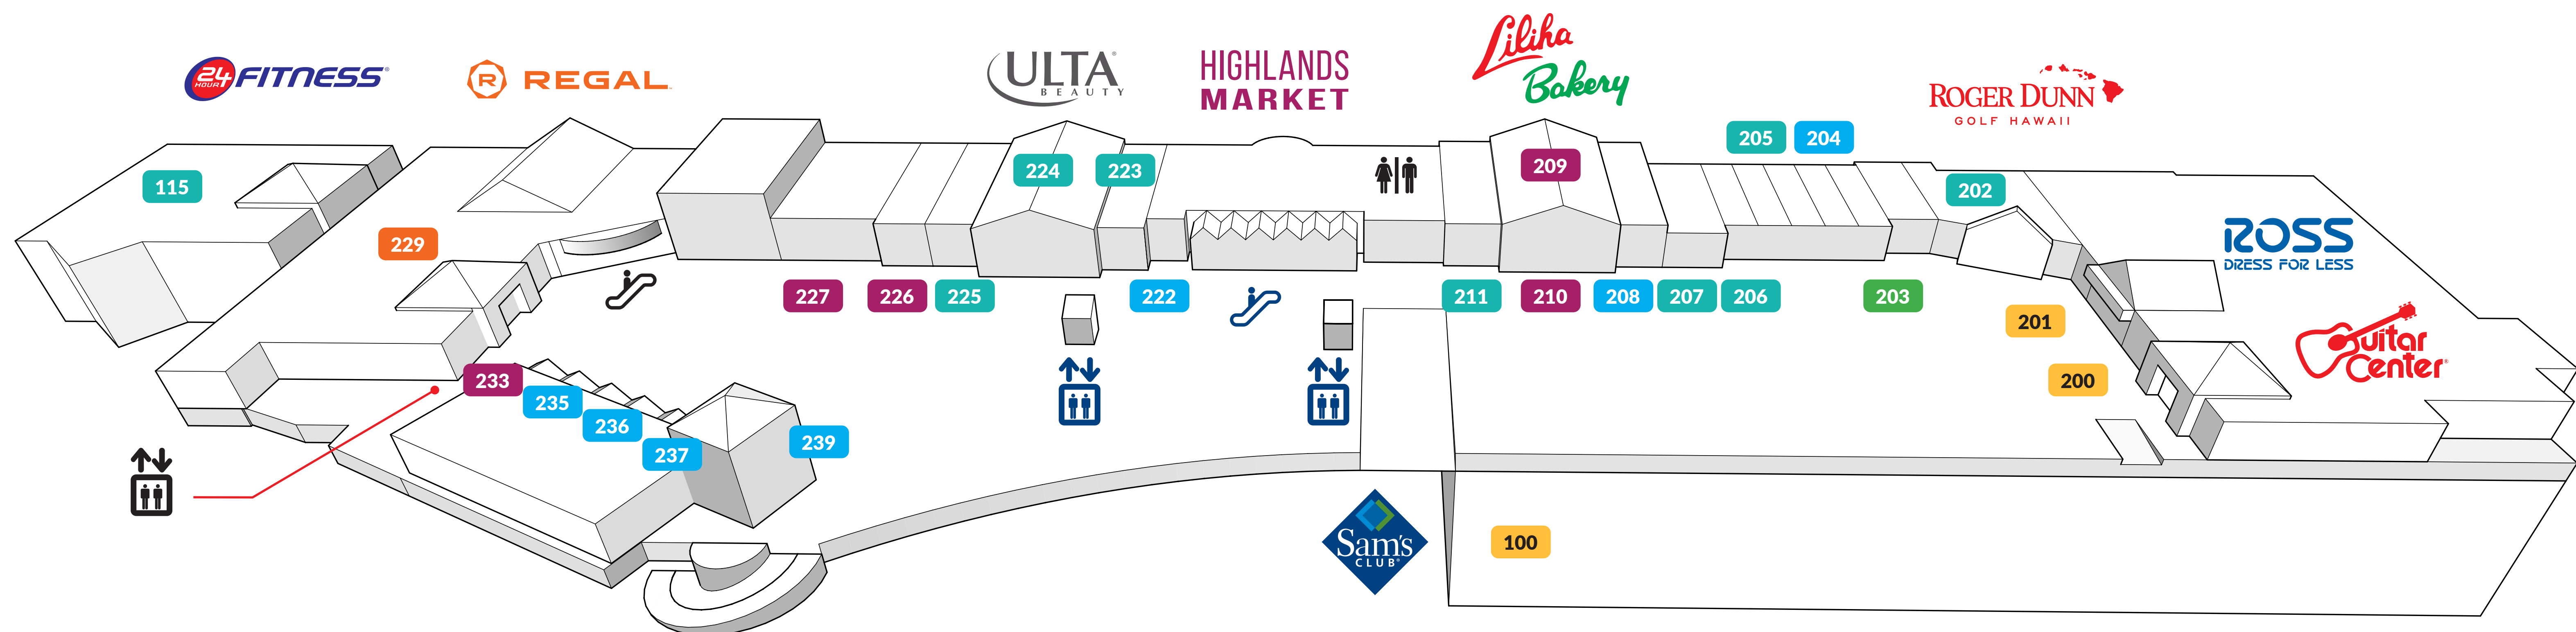 24
HOUR
FITNESS®
R REGAL
ULTA®
BEAUTY
HIGHLANDS
MARKET
Liliha
Bakery
ROGER DUNN
GOLF HAWAII
115
229
224
223
209
205
204
202
ROSS
DRESS FOR LESS
227
226
225
222
211
210
208
207
206
203
201
Guitar
Center®
200
233
235
236
237
239
Sam's
CLUB®
100